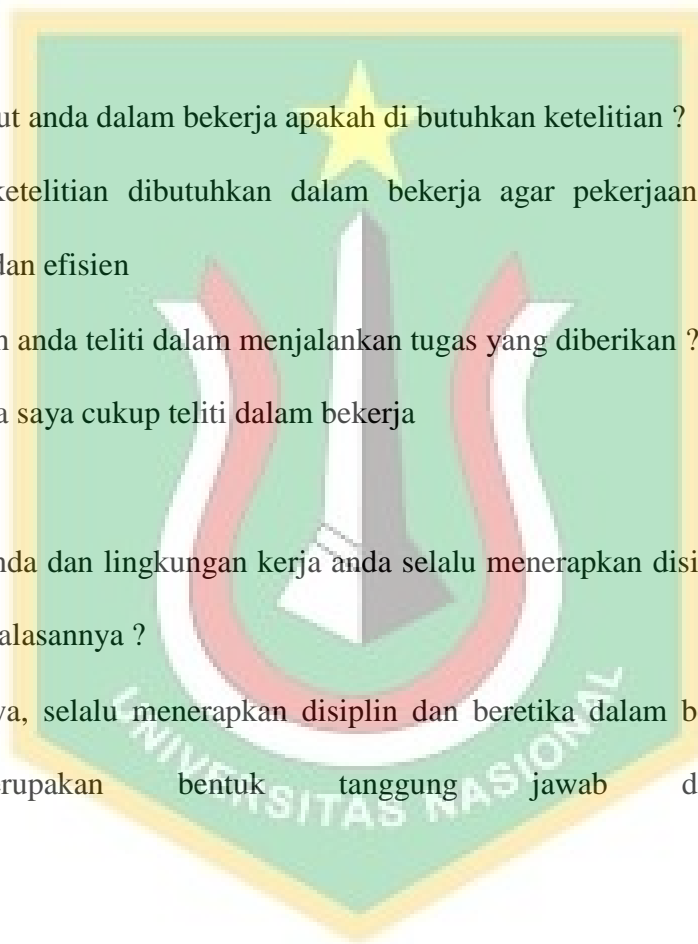 ut anda dalam bekerja apakah di butuhkan ketelitian ?
ketelitian dibutuhkan dalam bekerja agar pekerjaan
dan efisien
n anda teliti dalam menjalankan tugas yang diberikan ?
a saya cukup teliti dalam bekerja
nda dan lingkungan kerja anda selalu menerapkan disi
alasannya ?
ya, selalu menerapkan disiplin dan beretika dalam b
erupakan bentuk tanggung jawab d
UNIVERSITAS NASIONAL